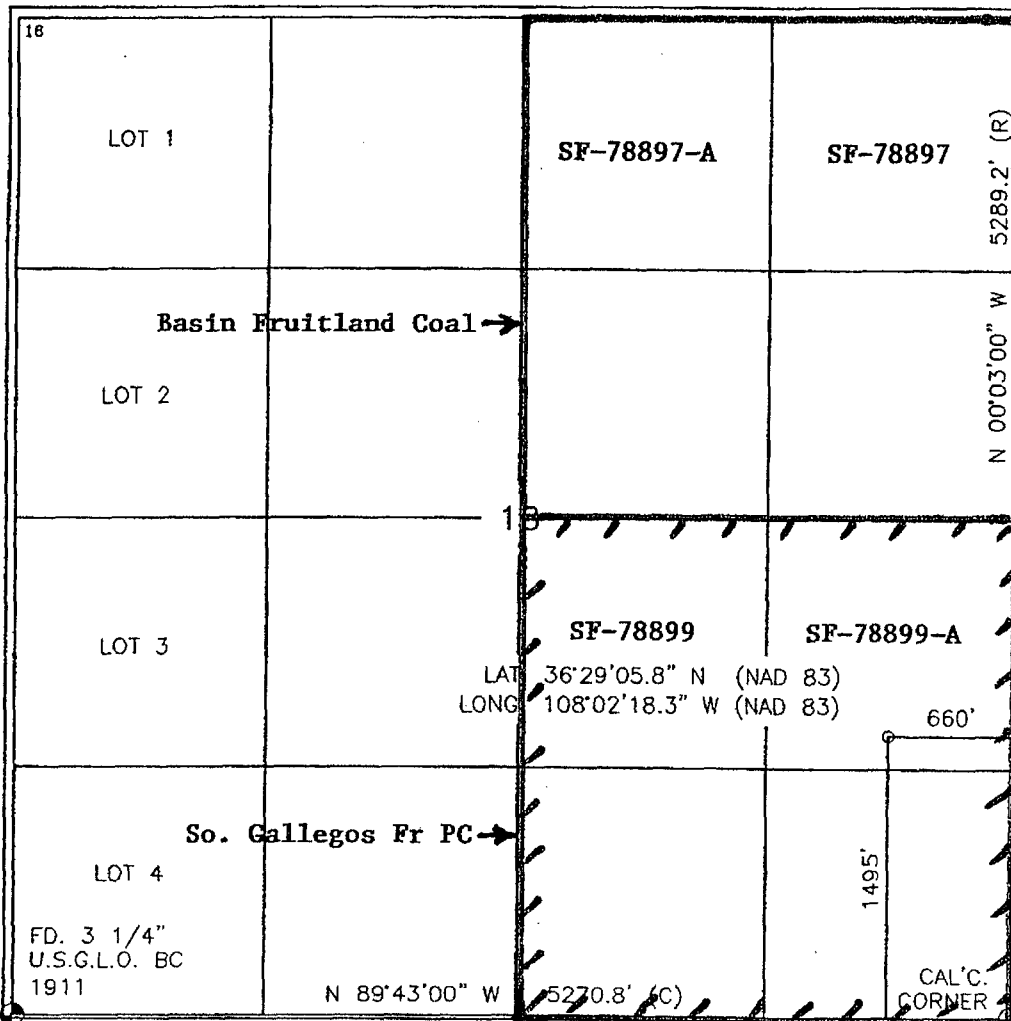 16
LOT 1
SF-78897-A
SF-78897
5289.2' (R)
N 00°03'00" W
Basin Fruitland Coal
LOT 2
1
SF-78899
SF-78899-A
LOT 3
LAT 36°29'05.8" N (NAD 83)
LONG 108°02'18.3" W (NAD 83)
660'
So. Gallegos Fr PC
1495'
LOT 4
FD. 3 1/4"
U.S.G.L.O. BC
1911
N 89°43'00" W 5270.8' (C)
CAL'C.
CORNER